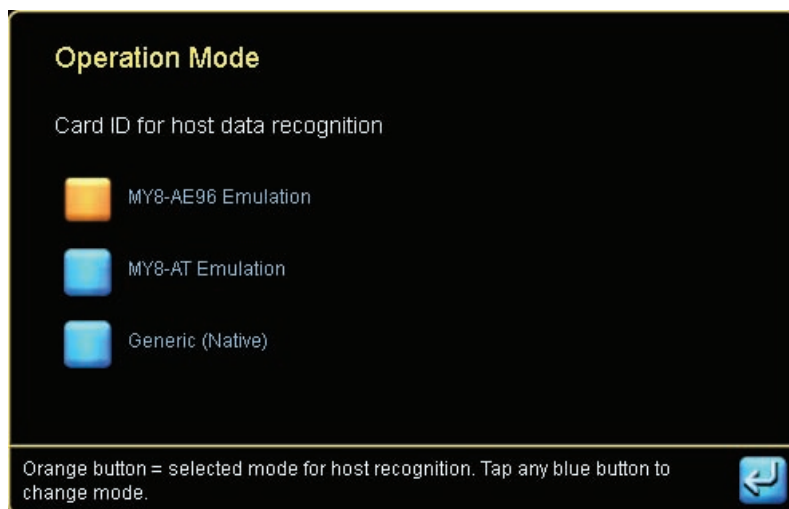 Operation Mode
Card ID for host data recognition
MY8-AE96 Emulation
MY8-AT Emulation
Generic (Native)
Orange button = selected mode for host recognition. Tap any blue button to
change mode.